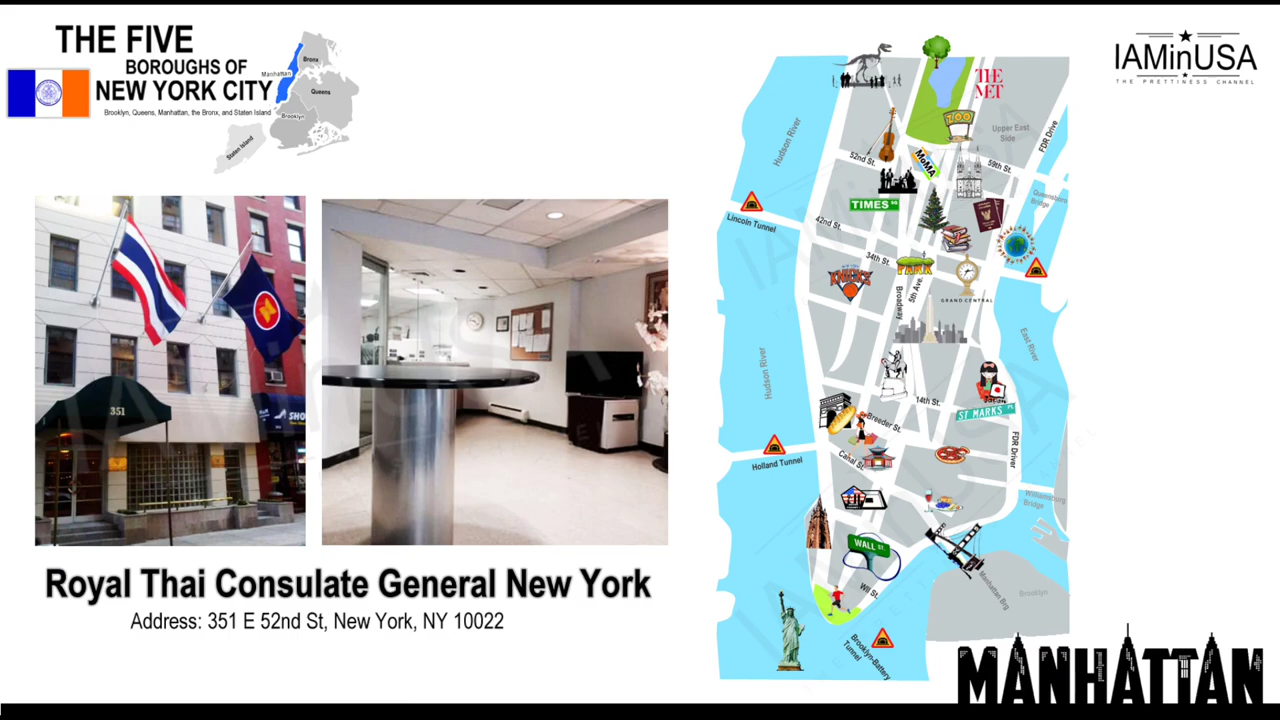 THE FIVE
BOROUGHS OF
NEW YORK CITY
Brooklyn, Queens, Manhattan, the Bronx, and Staten Island
Bronx
Manhattan
Queens
Brooklyn
Staten Island
IAMinUSA
THE PRETTINESS CHANNEL
351
SHO
Royal Thai Consulate General New York
Address: 351 E 52nd St, New York, NY 10022
THE
MET
Hudson River
ZOO
Upper East
Side
FDR Drive
52nd St.
MoMA
59th St.
Queensboro
Bridge
TIMES SQ
Lincoln Tunnel
42nd St.
34th St.
KNICKS
PARK
GRAND CENTRAL
Broadway
5th Ave.
Hudson River
East River
14th St.
ST MARKS PL
Breeder St.
FDR Driver
Holland Tunnel
Canal St.
Williamsburg
Bridge
WALL ST.
Wll St.
Manhattan Brg
Brooklyn
Brooklyn-Battery
Tunnel
MANHATTAN